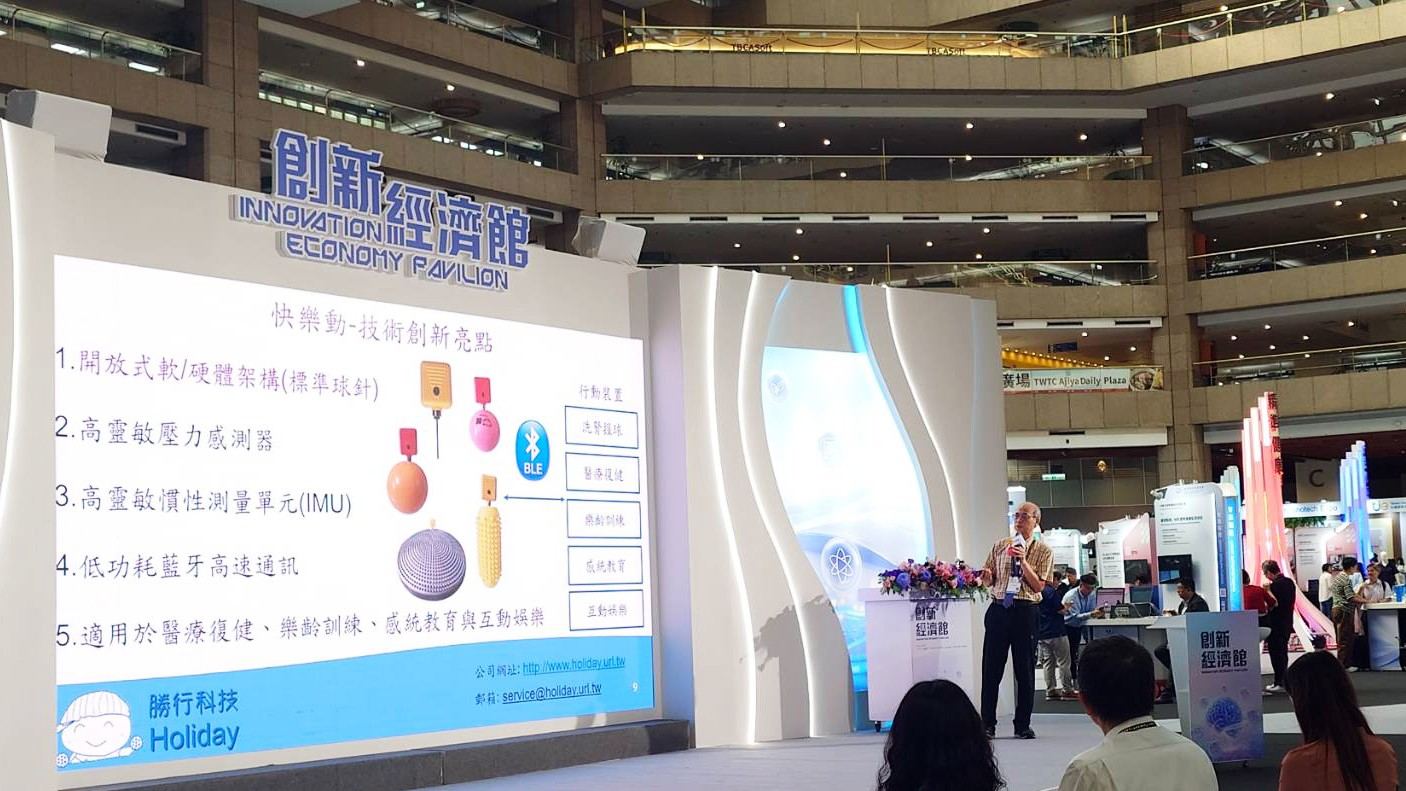 TBCASoft
TBCASoft
創新經濟館
INNOVATION
ECONOMY PAVILION
快樂動-技術創新亮點
1.開放式軟/硬體架構(標準球針)
2.高靈敏壓力感測器
3.高靈敏慣性測量單元(IMU)
4.低功耗藍牙高速通訊
5.適用於醫療復健、樂齡訓練、感統教育與互動娛樂
BLE
行動裝置
洗腎握球
醫療復健
樂齡訓練
感統教育
互動娛樂
勝行科技
Holiday
公司網址: http://www.holiday.url.tw
郵箱: service@holiday.url.tw
9
廣場 TWTC Ajiya Daily Plaza
精準健康
C
創新
經濟館
創新
經濟館